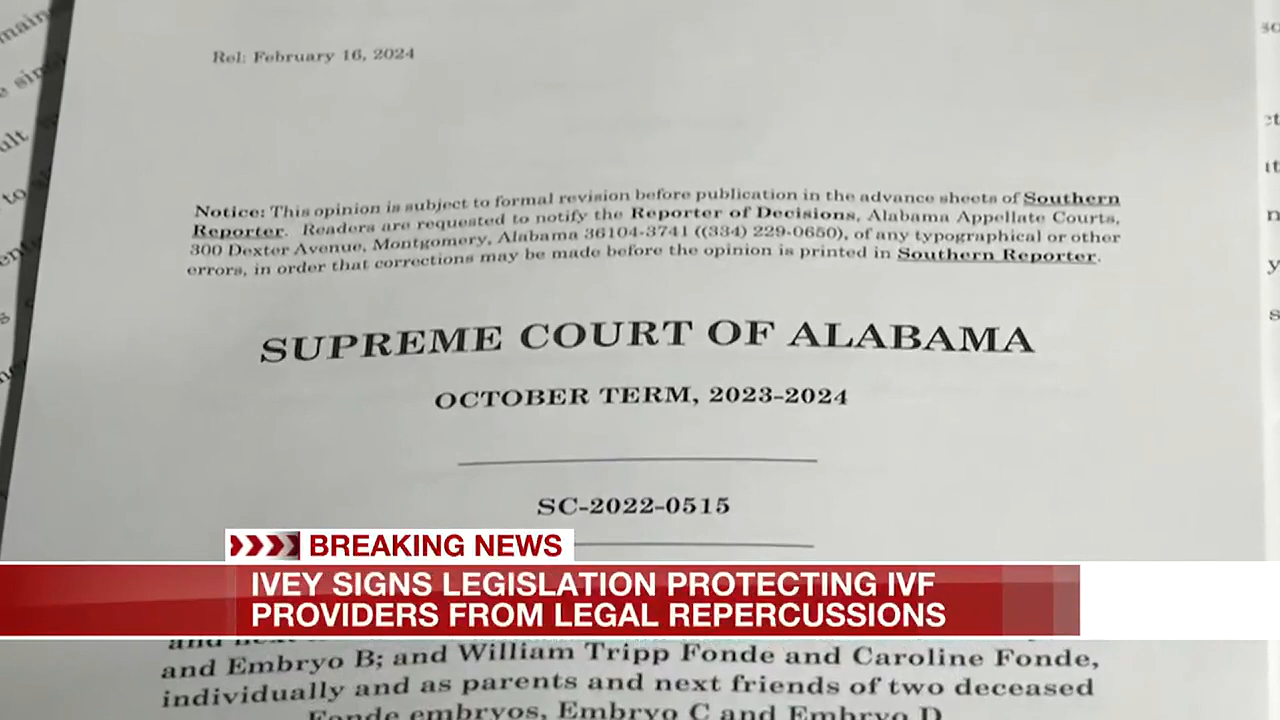 Rel: February 16, 2024
Notice: This opinion is subject to formal revision before publication in the advance sheets of Southern
Reporter. Readers are requested to notify the Reporter of Decisions, Alabama Appellate Courts,
300 Dexter Avenue, Montgomery, Alabama 36104-3741 ((334) 229-0650), of any typographical or other
errors, in order that corrections may be made before the opinion is printed in Southern Reporter.
SUPREME COURT OF ALABAMA
OCTOBER TERM, 2023-2024
SC-2022-0515
BREAKING NEWS
IVEY SIGNS LEGISLATION PROTECTING IVF
PROVIDERS FROM LEGAL REPERCUSSIONS
and Embryo B; and William Tripp Fonde and Caroline Fonde,
individually and as parents and next friends of two deceased
Fonde embryos, Embryo C and Embryo D